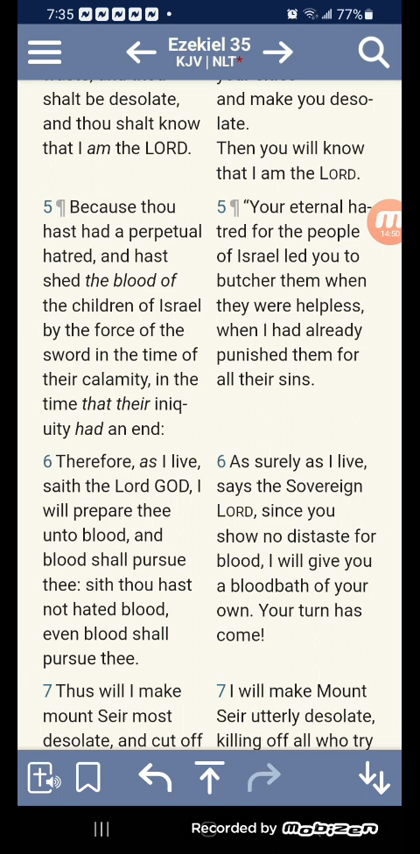 7:35 N N N N N • 77%
Ezekiel 35
KJV | NLT*
shalt be desolate,
and thou shalt know
that I am the LORD.
5 ¶ Because thou
hast had a perpetual
hatred, and hast
shed the blood of
the children of Israel
by the force of the
sword in the time of
their calamity, in the
time that their iniq-
uity had an end:
6 Therefore, as I live,
saith the Lord GOD, I
will prepare thee
unto blood, and
blood shall pursue
thee: sith thou hast
not hated blood,
even blood shall
pursue thee.
7 Thus will I make
mount Seir most
desolate, and cut off
and make you deso-
late.
Then you will know
that I am the LORD.
5 ¶ “Your eternal ha-
tred for the people
of Israel led you to
butcher them when
they were helpless,
when I had already
punished them for
all their sins.
6 As surely as I live,
says the Sovereign
LORD, since you
show no distaste for
blood, I will give you
a bloodbath of your
own. Your turn has
come!
7 I will make Mount
Seir utterly desolate,
killing off all who try
m
14:50
Recorded by mobizen